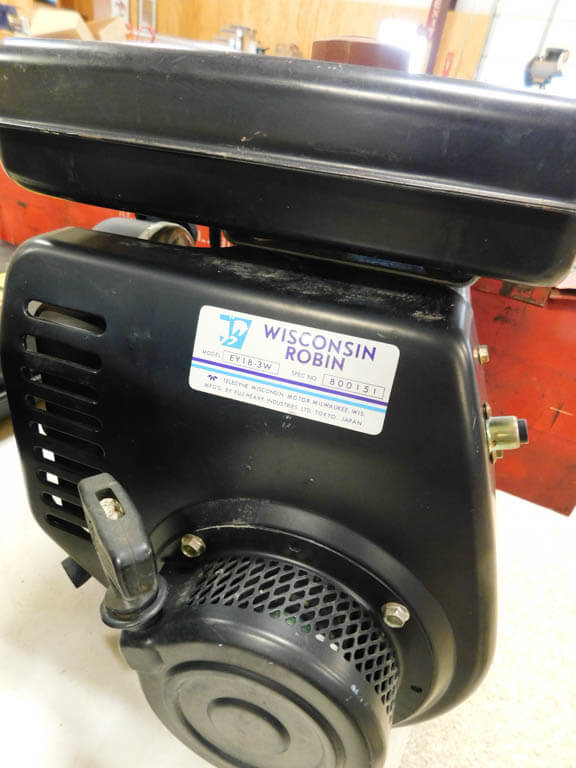 WISCONSIN
ROBIN
MODEL EY18-3W SPEC NO. 800151
TELEDYNE WISCONSIN MOTOR MILWAUKEE, WIS.
MFG. BY FUJI HEAVY INDUSTRIES LTD. TOKYO, JAPAN